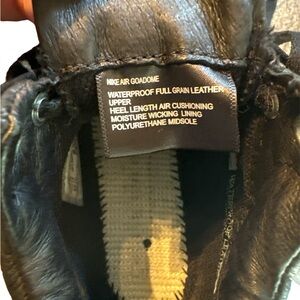 NIKE AIR GOADOME
WATERPROOF FULL GRAIN LEATHER
UPPER
HEEL LENGTH AIR CUSHIONING
MOISTURE WICKING LINING
POLYURETHANE MIDSOLE